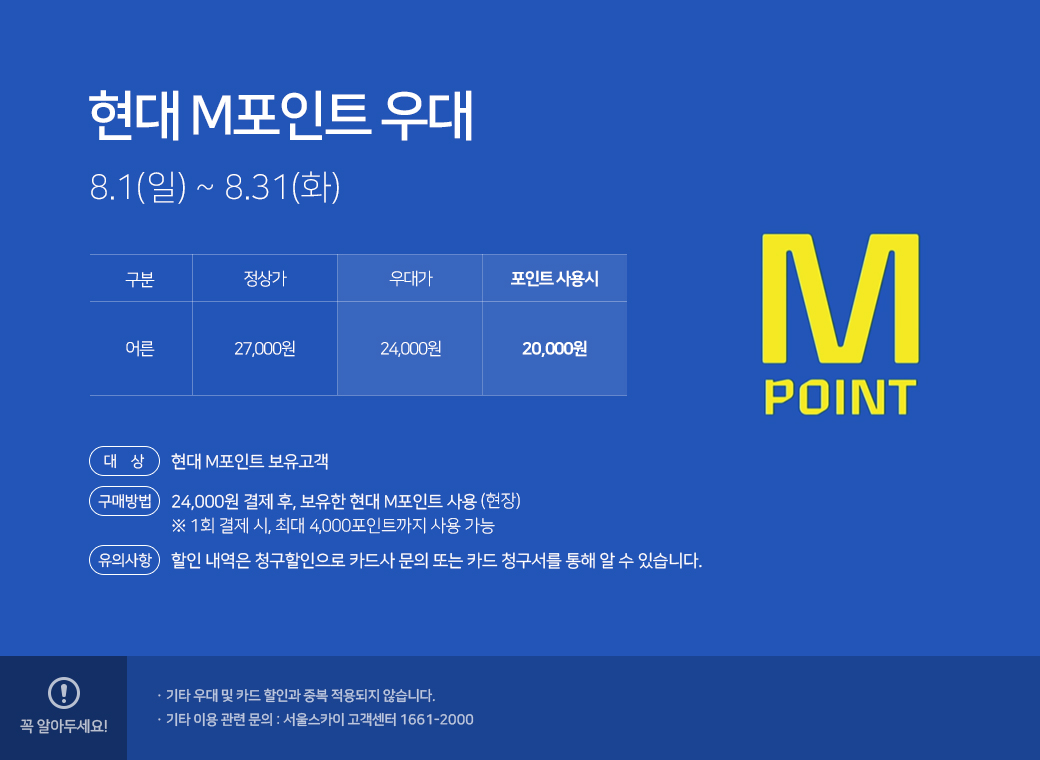 현대 M포인트 우대
8.1(일) ~ 8.31(화)
구분 정상가 우대가 포인트 사용시
어른 27,000원 24,000원 20,000원
M
POINT
대 상 현대 M포인트 보유고객
구매방법 24,000원 결제 후, 보유한 현대 M포인트 사용 (현장)
※ 1회 결제 시, 최대 4,000포인트까지 사용 가능
유의사항 할인 내역은 청구할인으로 카드사 문의 또는 카드 청구서를 통해 알 수 있습니다.
꼭 알아두세요!
· 기타 우대 및 카드 할인과 중복 적용되지 않습니다.
· 기타 이용 관련 문의 : 서울스카이 고객센터 1661-2000